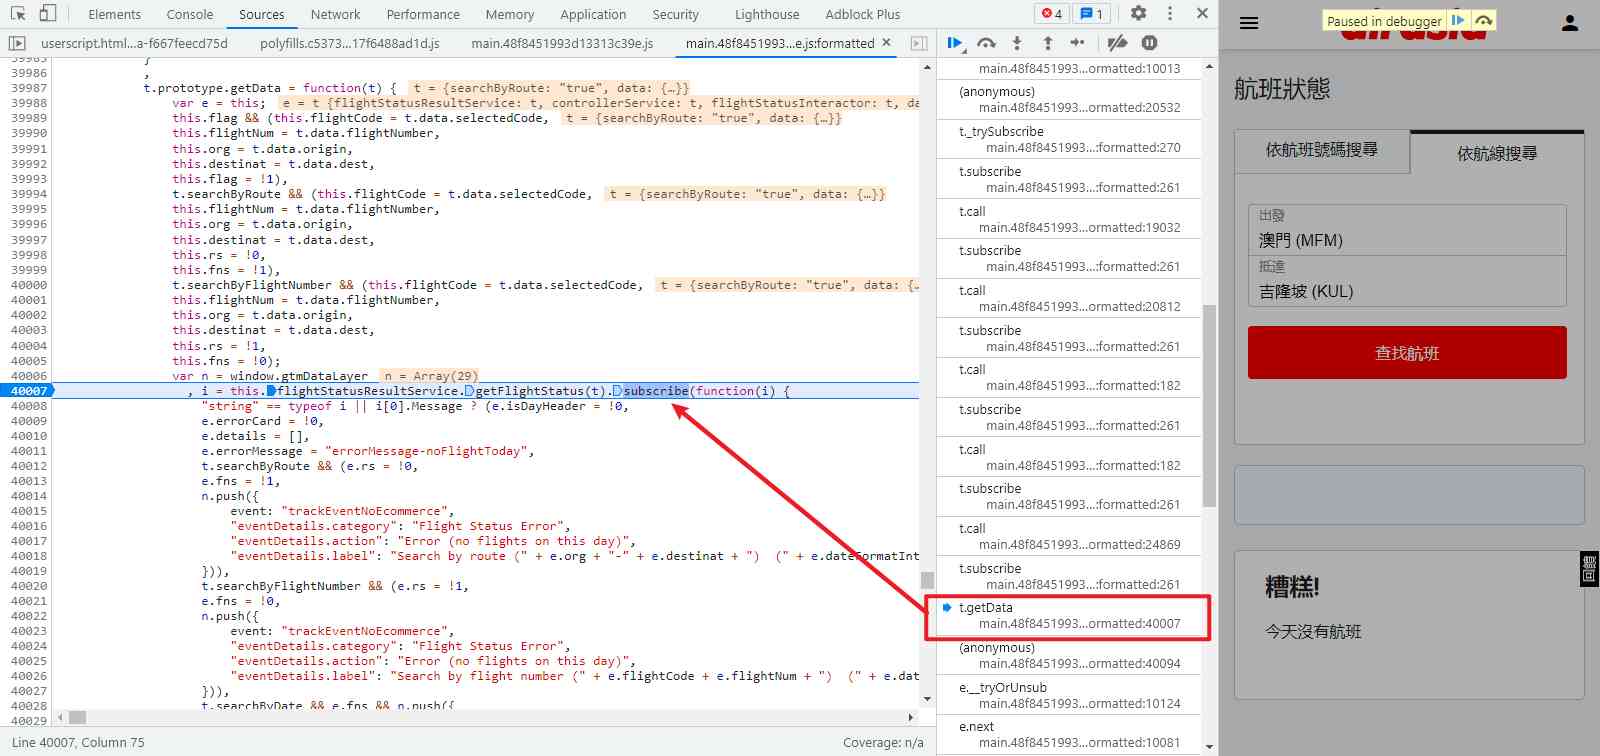 Elements Console Sources Network Performance Memory Application Security Lighthouse Adblock Plus 4 1
userscript.html...a-f667feecd75d polyfills.c5373...17f6488ad1d.js main.48f8451993d13313c39e.js main.48f8451993...e.js:formatted
39986 ,
39987 t.prototype.getData = function(t) { t = {searchByRoute: "true", data: {…}}
39988 var e = this; e = t {flightStatusResultService: t, controllerService: t, flightStatusInteractor: t, da
39989 this.flag && (this.flightCode = t.data.selectedCode, t = {searchByRoute: "true", data: {…}}
39990 this.flightNum = t.data.flightNumber,
39991 this.org = t.data.origin,
39992 this.destinat = t.data.dest,
39993 this.flag = !1),
39994 t.searchByRoute && (this.flightCode = t.data.selectedCode, t = {searchByRoute: "true", data: {…}}
39995 this.flightNum = t.data.flightNumber,
39996 this.org = t.data.origin,
39997 this.destinat = t.data.dest,
39998 this.rs = !0,
39999 this.fns = !1),
40000 t.searchByFlightNumber && (this.flightCode = t.data.selectedCode, t = {searchByRoute: "true", data: {…
40001 this.flightNum = t.data.flightNumber,
40002 this.org = t.data.origin,
40003 this.destinat = t.data.dest,
40004 this.rs = !1,
40005 this.fns = !0);
40006 var n = window.gtmDataLayer n = Array(29)
40007 , i = this.flightStatusResultService.getFlightStatus(t).subscribe(function(i) {
40008 "string" == typeof i || i[0].Message ? (e.isDayHeader = !0,
40009 e.errorCard = !0,
40010 e.details = [],
40011 e.errorMessage = "errorMessage-noFlightToday",
40012 t.searchByRoute && (e.rs = !0,
40013 e.fns = !1,
40014 n.push({
40015 event: "trackEventNoEcommerce",
40016 "eventDetails.category": "Flight Status Error",
40017 "eventDetails.action": "Error (no flights on this day)",
40018 "eventDetails.label": "Search by route (" + e.org + "-" + e.destinat + ") (" + e.dateFormatInt
40019 })),
40020 t.searchByFlightNumber && (e.rs = !1,
40021 e.fns = !0,
40022 n.push({
40023 event: "trackEventNoEcommerce",
40024 "eventDetails.category": "Flight Status Error",
40025 "eventDetails.action": "Error (no flights on this day)",
40026 "eventDetails.label": "Search by flight number (" + e.flightCode + e.flightNum + ") (" + e.dat
40027 })),
40028 t.searchByDate && e.fns && n.push({
40029
Line 40007, Column 75 Coverage: n/a
main.48f8451993...ormatted:10013
(anonymous)
main.48f8451993...ormatted:20532
t._trySubscribe
main.48f8451993...:formatted:270
t.subscribe
main.48f8451993...:formatted:261
t.call
main.48f8451993...ormatted:19032
t.subscribe
main.48f8451993...:formatted:261
t.call
main.48f8451993...ormatted:20812
t.subscribe
main.48f8451993...:formatted:261
t.call
main.48f8451993...:formatted:182
t.subscribe
main.48f8451993...:formatted:261
t.call
main.48f8451993...:formatted:182
t.subscribe
main.48f8451993...:formatted:261
t.call
main.48f8451993...ormatted:24869
t.subscribe
main.48f8451993...:formatted:261
t.getData
main.48f8451993...ormatted:40007
(anonymous)
main.48f8451993...ormatted:40094
e.__tryOrUnsub
main.48f8451993...ormatted:10124
e.next
main.48f8451993...ormatted:10081
Paused in debugger
航班狀態
依航班號碼搜尋 依航線搜尋
出發
澳門 (MFM)
抵達
吉隆坡 (KUL)
查找航班
糟糕!
今天沒有航班